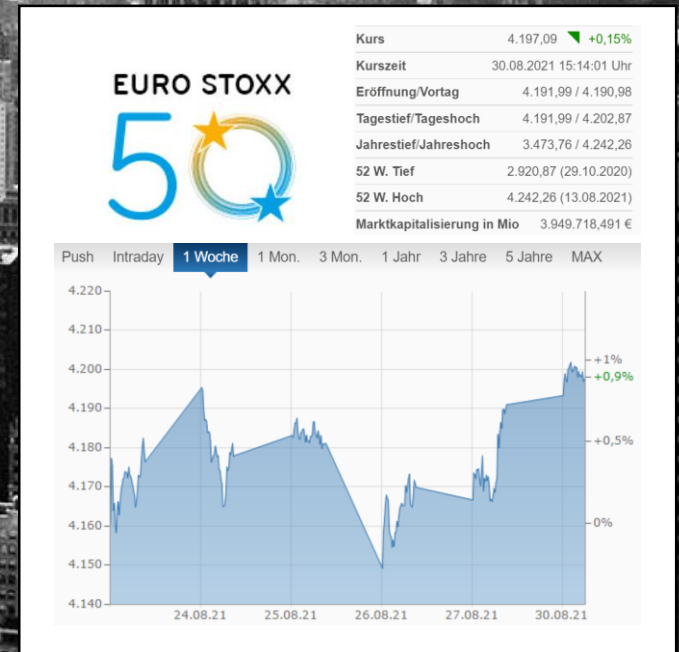 EURO STOXX
50
Kurs 4.197,09 +0,15%
Kurszeit 30.08.2021 15:14:01 Uhr
Eröffnung/Vortag 4.191,99 / 4.190,98
Tagestief/Tageshoch 4.191,99 / 4.202,87
Jahrestief/Jahreshoch 3.473,76 / 4.242,26
52 W. Tief 2.920,87 (29.10.2020)
52 W. Hoch 4.242,26 (13.08.2021)
Marktkapitalisierung in Mio 3.949.718,491 €
Push Intraday 1 Woche 1 Mon. 3 Mon. 1 Jahr 3 Jahre 5 Jahre MAX
4.220
4.210
4.200
4.190
4.180
4.170
4.160
4.150
4.140
+1%
+0,9%
+0,5%
0%
24.08.21 25.08.21 26.08.21 27.08.21 30.08.21